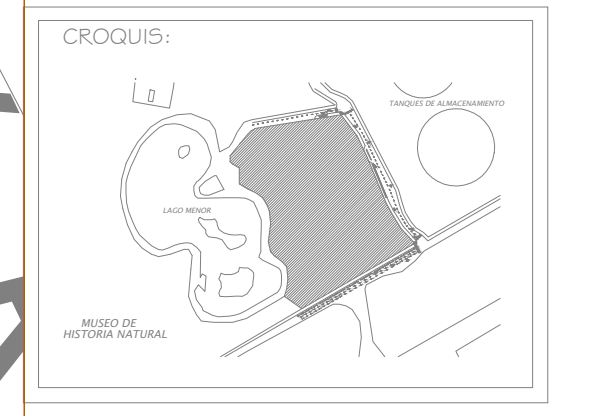 CROQUIS:
TANQUES DE ALMACENAMIENTO
LAGO MENOR
MUSEO DE
HISTORIA NATURAL